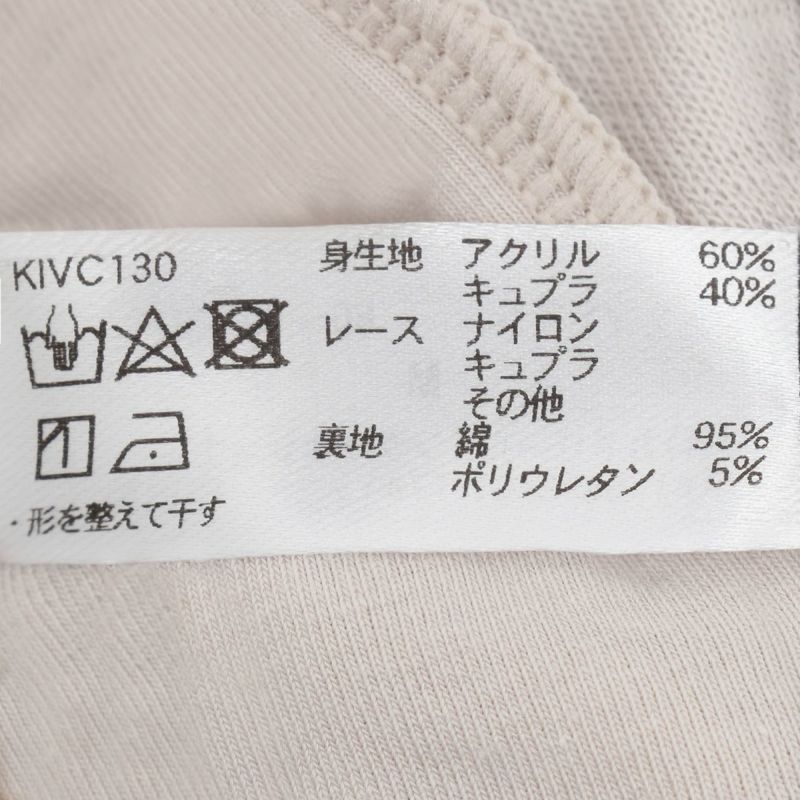 KIVC130
身生地 アクリル 60%
キュプラ 40%
レース ナイロン
キュプラ
その他
裏地 綿 95%
ポリウレタン 5%
・形を整えて干す